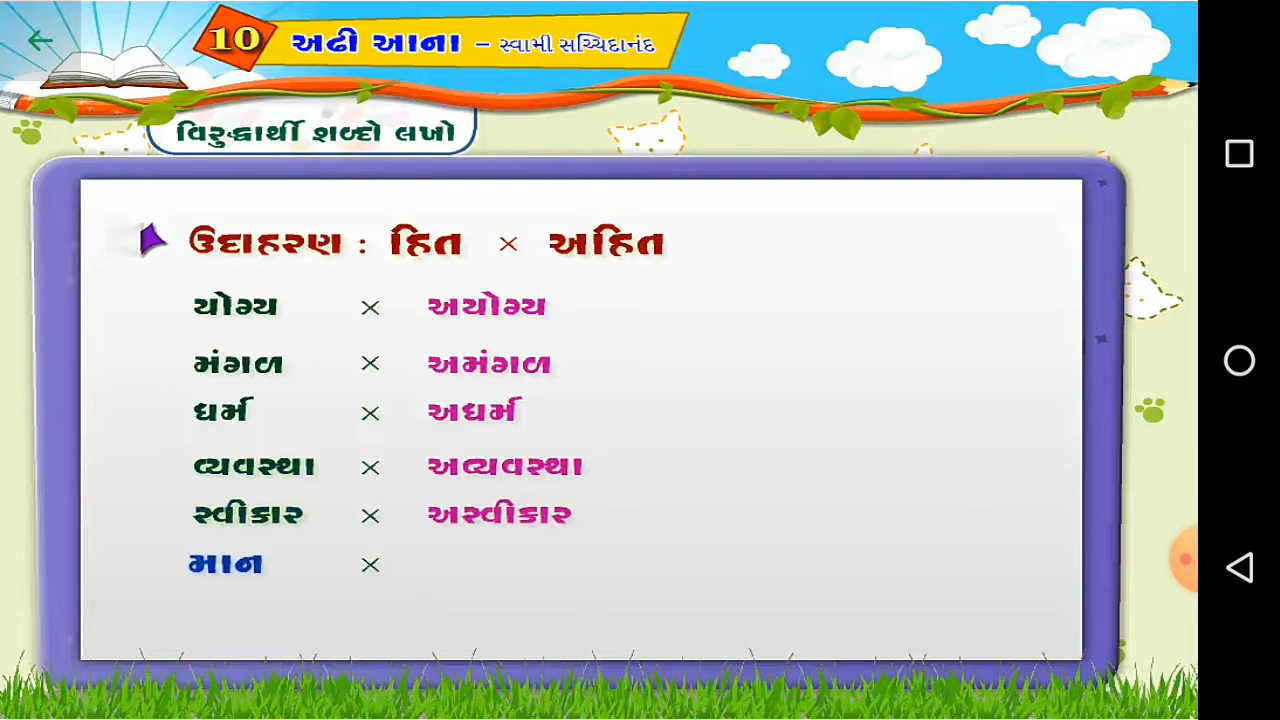 10 અઢી આના – સ્વામી સચ્ચિદાનંદ
વિરુદ્ધાર્થી શબ્દો લખો
ઉદાહરણ : હિત × અહિત
યોગ્ય × અયોગ્ય
મંગળ × અમંગળ
ધર્મ × અધર્મ
વ્યવસ્થા × અવ્યવસ્થા
સ્વીકાર × અસ્વીકાર
માન ×